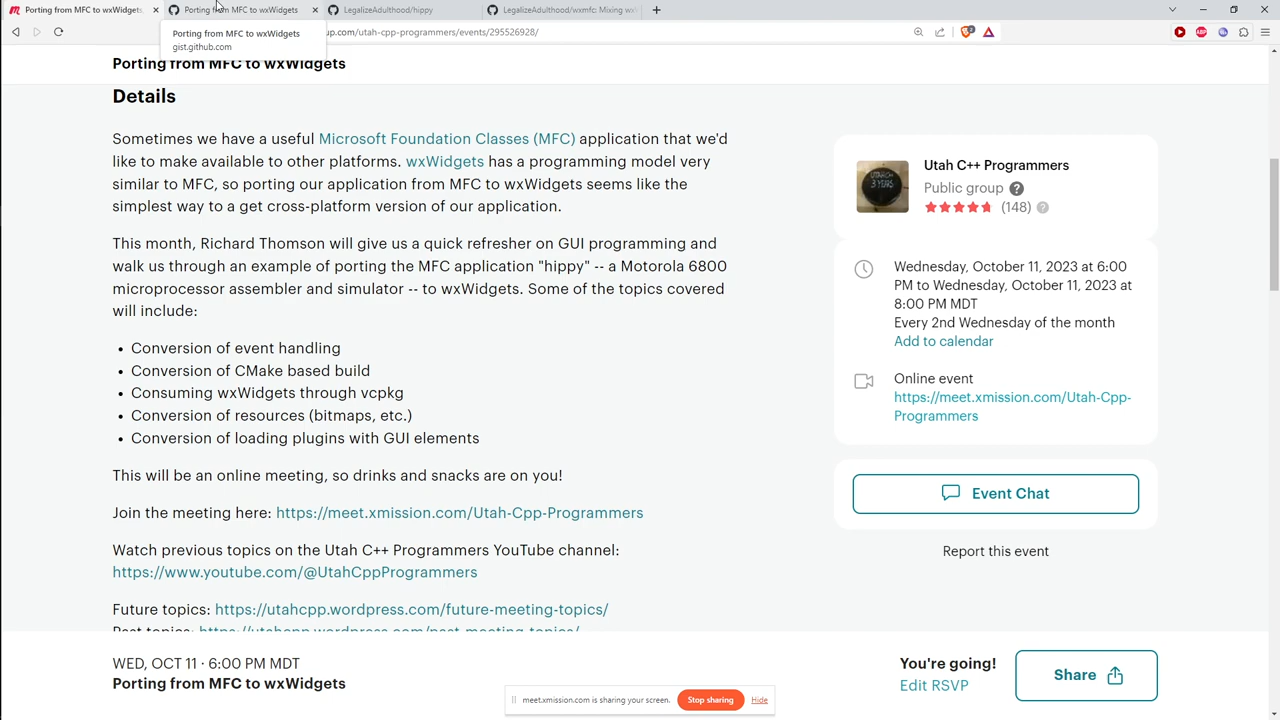 Porting from MFC to wxWidgets,
Porting from MFC to wxWidgets
LegalizeAdulthood/hippy
LegalizeAdulthood/wxmfc: Mixing wx
Porting from MFC to wxWidgets
gist.github.com
up.com/utah-cpp-programmers/events/295526928/
Porting from MFC to wxWidgets
Details
Sometimes we have a useful Microsoft Foundation Classes (MFC) application that we'd
like to make available to other platforms. wxWidgets has a programming model very
similar to MFC, so porting our application from MFC to wxWidgets seems like the
simplest way to a get cross-platform version of our application.
This month, Richard Thomson will give us a quick refresher on GUI programming and
walk us through an example of porting the MFC application "hippy" -- a Motorola 6800
microprocessor assembler and simulator -- to wxWidgets. Some of the topics covered
will include:
• Conversion of event handling
• Conversion of CMake based build
• Consuming wxWidgets through vcpkg
• Conversion of resources (bitmaps, etc.)
• Conversion of loading plugins with GUI elements
This will be an online meeting, so drinks and snacks are on you!
Join the meeting here: https://meet.xmission.com/Utah-Cpp-Programmers
Watch previous topics on the Utah C++ Programmers YouTube channel:
https://www.youtube.com/@UtahCppProgrammers
Future topics: https://utahcpp.wordpress.com/future-meeting-topics/
Past topics: https://utahcpp.wordpress.com/past-meeting-topics/
Utah C++ Programmers
Public group
(148)
Wednesday, October 11, 2023 at 6:00
PM to Wednesday, October 11, 2023 at
8:00 PM MDT
Every 2nd Wednesday of the month
Add to calendar
Online event
https://meet.xmission.com/Utah-Cpp-
Programmers
Event Chat
Report this event
WED, OCT 11 · 6:00 PM MDT
Porting from MFC to wxWidgets
You're going!
Edit RSVP
Share
meet.xmission.com is sharing your screen.
Stop sharing
Hide